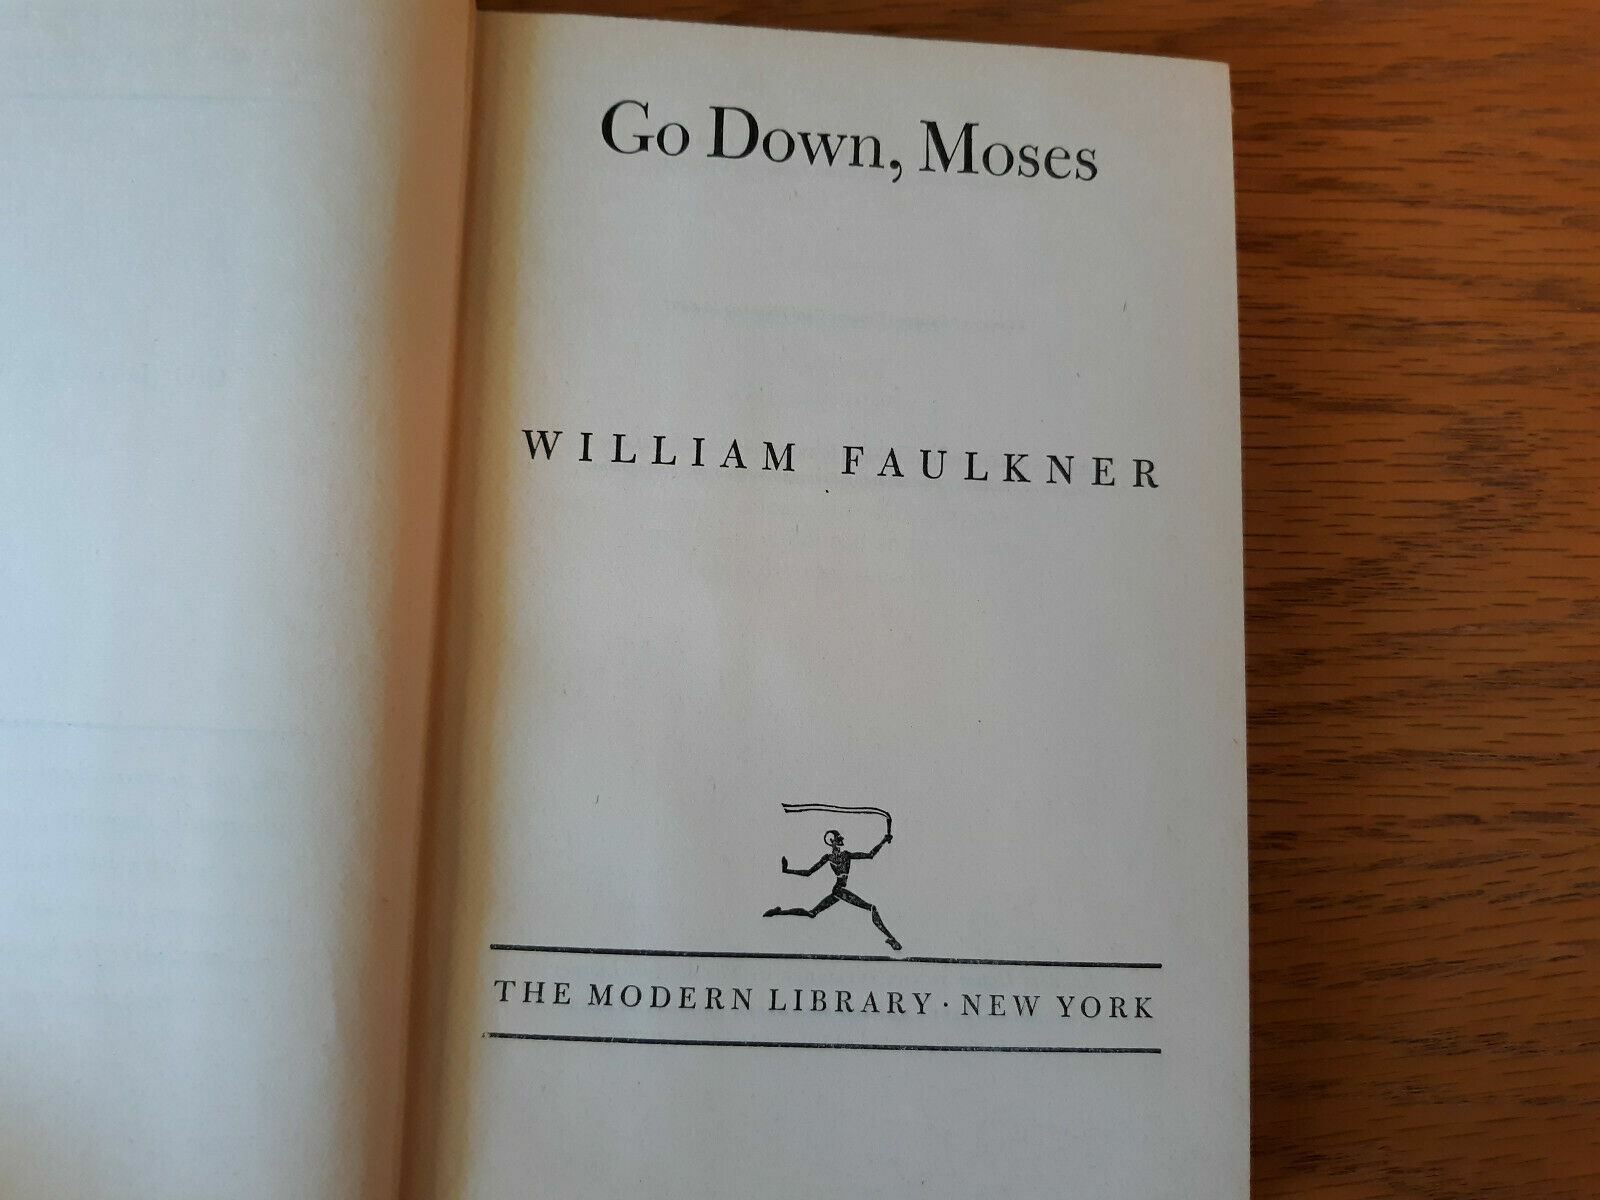 Go Down, Moses
WILLIAM FAULKNER
THE MODERN LIBRARY · NEW YORK